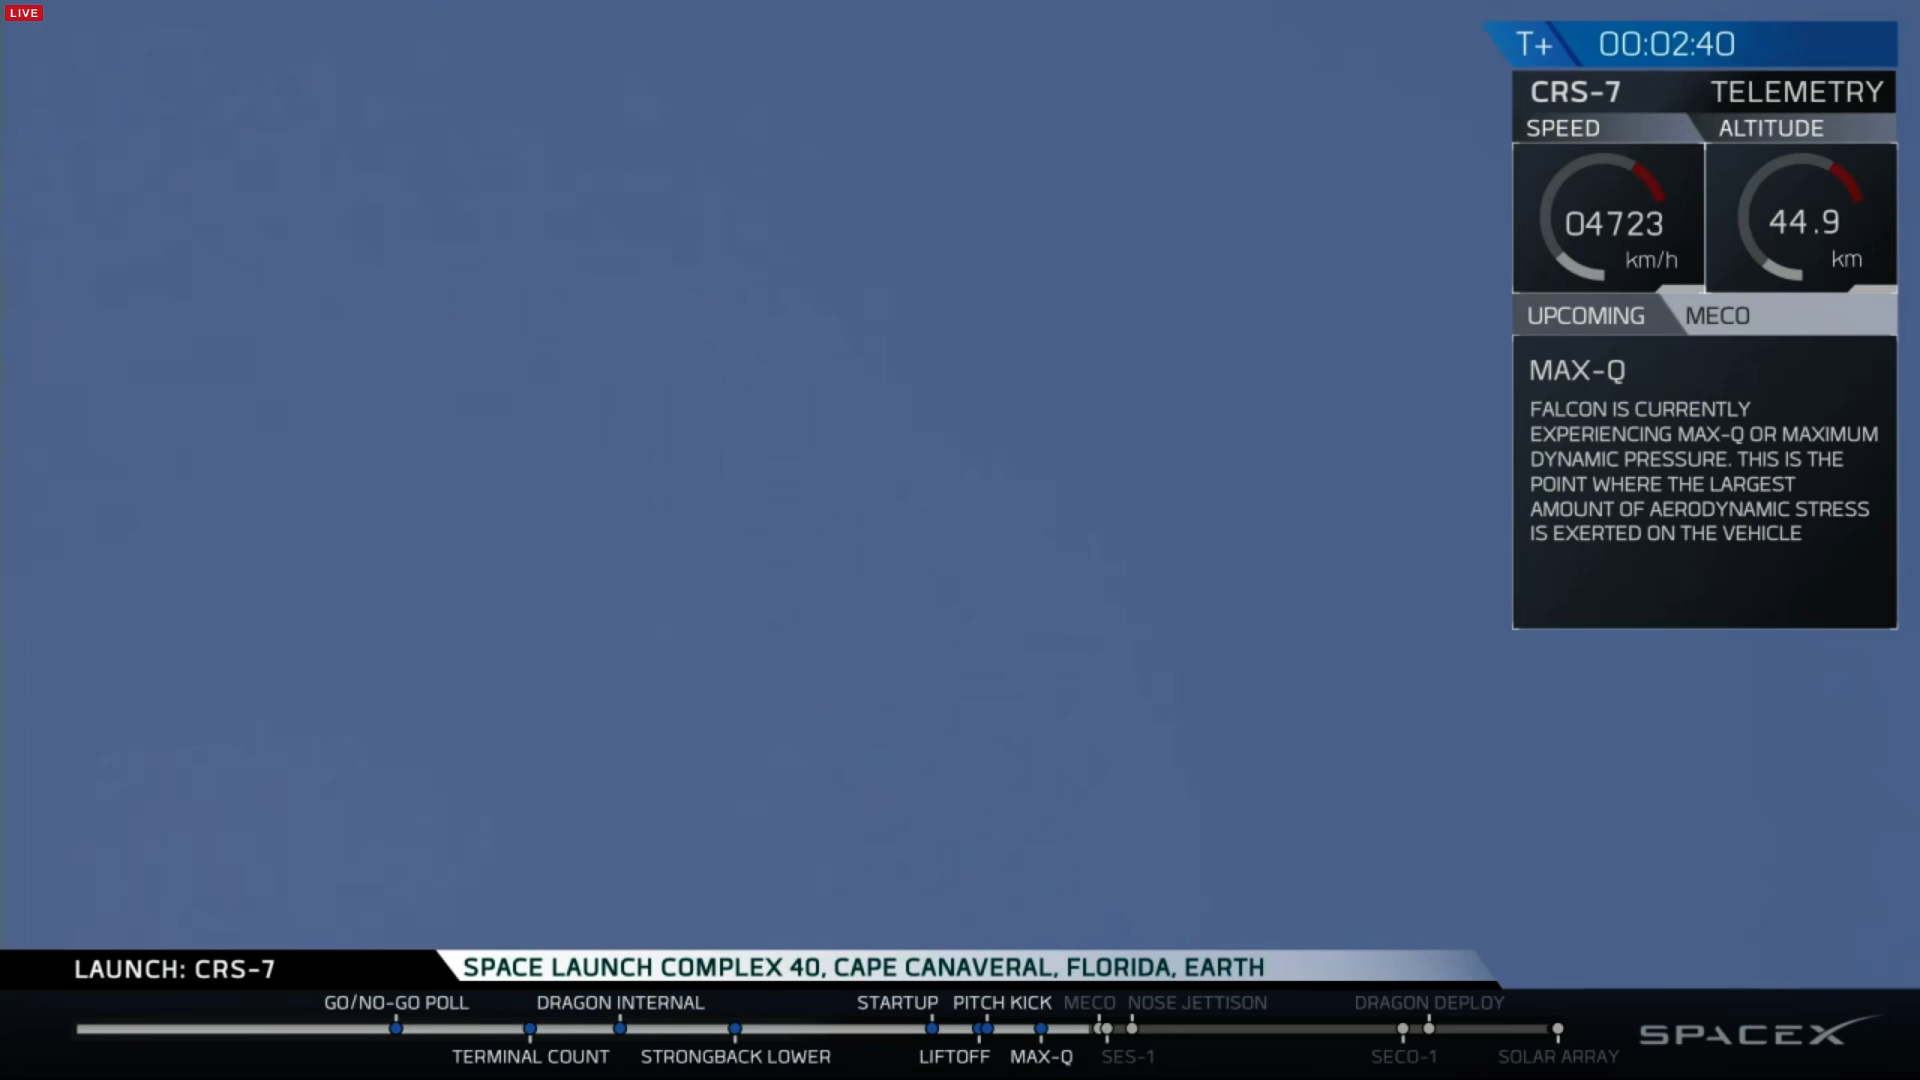 LIVE
T+ 00:02:40
CRS-7 TELEMETRY
SPEED ALTITUDE
04723 44.9
km/h km
UPCOMING MECO
MAX-Q
FALCON IS CURRENTLY
EXPERIENCING MAX-Q OR MAXIMUM
DYNAMIC PRESSURE. THIS IS THE
POINT WHERE THE LARGEST
AMOUNT OF AERODYNAMIC STRESS
IS EXERTED ON THE VEHICLE
LAUNCH: CRS-7 SPACE LAUNCH COMPLEX 40, CAPE CANAVERAL, FLORIDA, EARTH
GO/NO-GO POLL DRAGON INTERNAL STARTUP PITCH KICK MECO NOSE JETTISON DRAGON DEPLOY
TERMINAL COUNT STRONGBACK LOWER LIFTOFF MAX-Q SES-1 SECO-1 SOLAR ARRAY
SPACEX